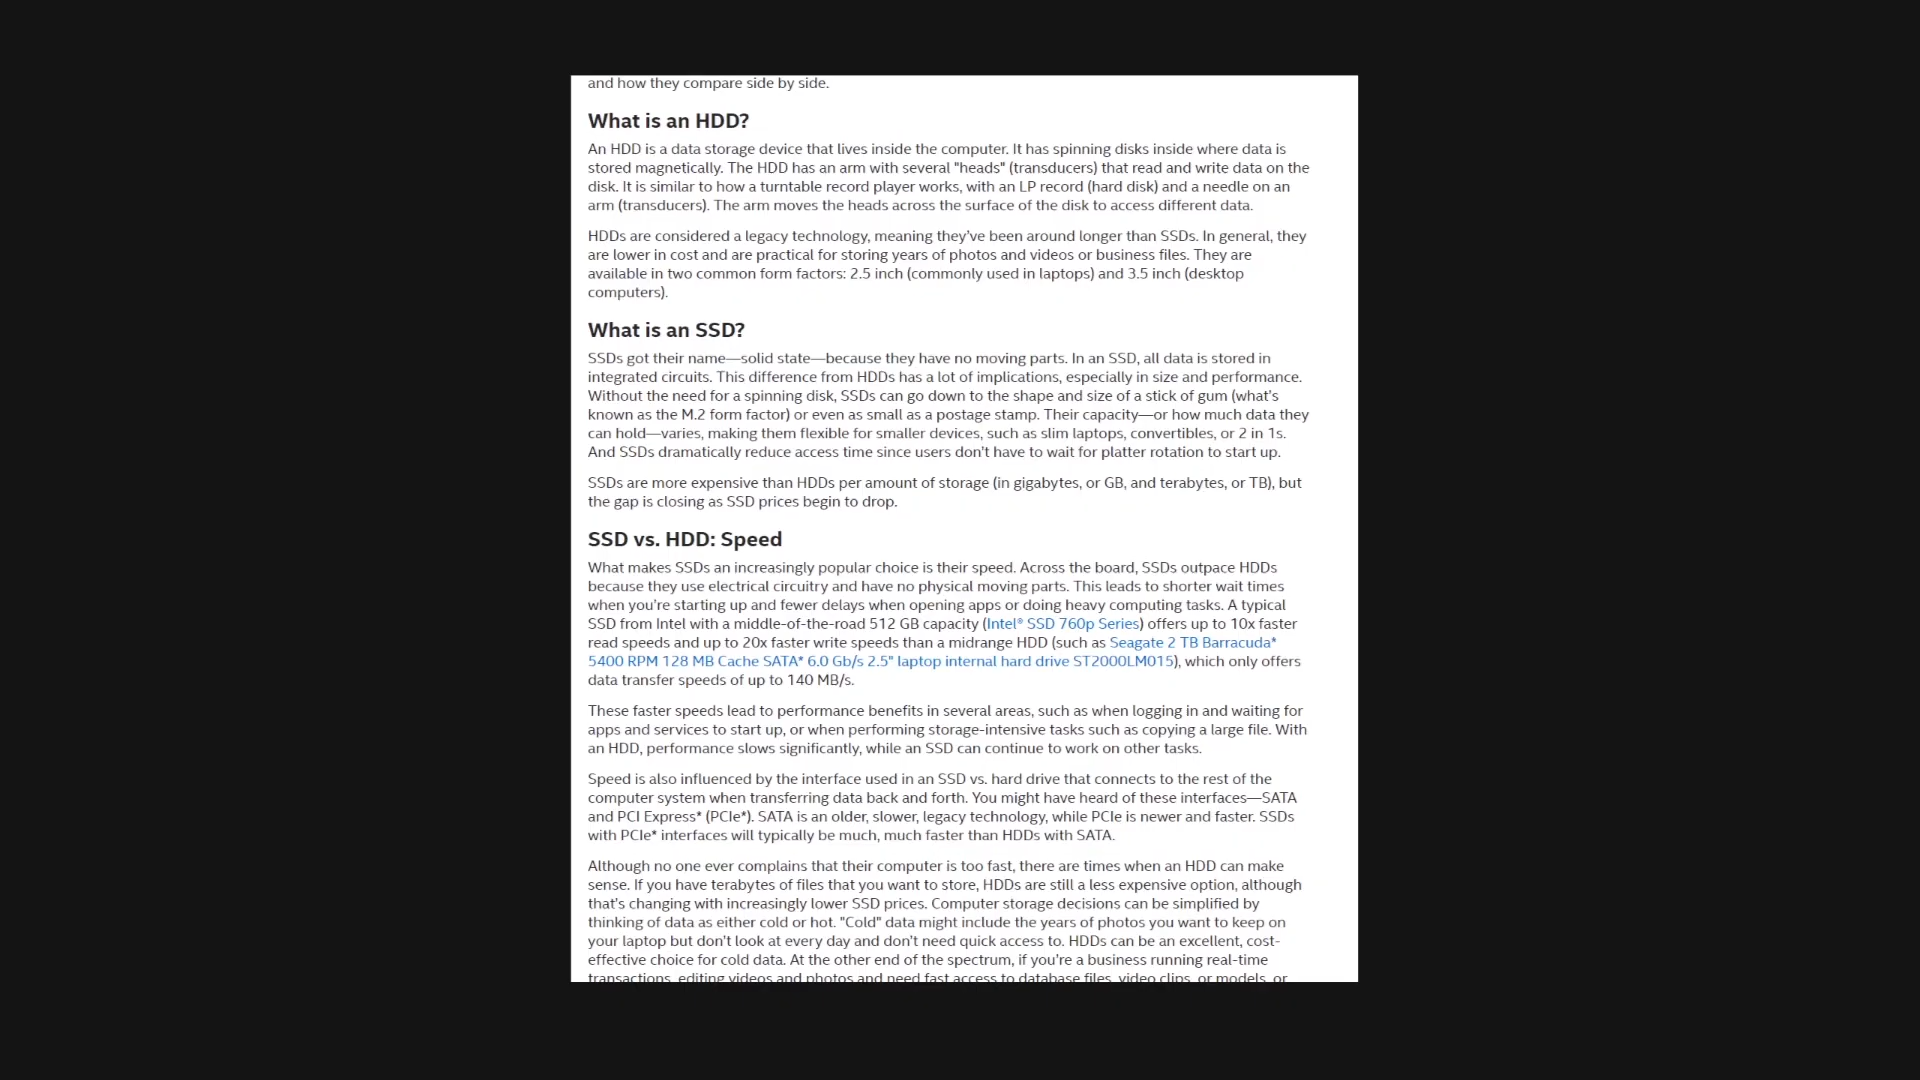 and how they compare side by side.
What is an HDD?
An HDD is a data storage device that lives inside the computer. It has spinning disks inside where data is
stored magnetically. The HDD has an arm with several "heads" (transducers) that read and write data on the
disk. It is similar to how a turntable record player works, with an LP record (hard disk) and a needle on an
arm (transducers). The arm moves the heads across the surface of the disk to access different data.
HDDs are considered a legacy technology, meaning they’ve been around longer than SSDs. In general, they
are lower in cost and are practical for storing years of photos and videos or business files. They are
available in two common form factors: 2.5 inch (commonly used in laptops) and 3.5 inch (desktop
computers).
What is an SSD?
SSDs got their name—solid state—because they have no moving parts. In an SSD, all data is stored in
integrated circuits. This difference from HDDs has a lot of implications, especially in size and performance.
Without the need for a spinning disk, SSDs can go down to the shape and size of a stick of gum (what's
known as the M.2 form factor) or even as small as a postage stamp. Their capacity—or how much data they
can hold—varies, making them flexible for smaller devices, such as slim laptops, convertibles, or 2 in 1s.
And SSDs dramatically reduce access time since users don’t have to wait for platter rotation to start up.
SSDs are more expensive than HDDs per amount of storage (in gigabytes, or GB, and terabytes, or TB), but
the gap is closing as SSD prices begin to drop.
SSD vs. HDD: Speed
What makes SSDs an increasingly popular choice is their speed. Across the board, SSDs outpace HDDs
because they use electrical circuitry and have no physical moving parts. This leads to shorter wait times
when you’re starting up and fewer delays when opening apps or doing heavy computing tasks. A typical
SSD from Intel with a middle-of-the-road 512 GB capacity (Intel® SSD 760p Series) offers up to 10x faster
read speeds and up to 20x faster write speeds than a midrange HDD (such as Seagate 2 TB Barracuda*
5400 RPM 128 MB Cache SATA* 6.0 Gb/s 2.5" laptop internal hard drive ST2000LM015), which only offers
data transfer speeds of up to 140 MB/s.
These faster speeds lead to performance benefits in several areas, such as when logging in and waiting for
apps and services to start up, or when performing storage-intensive tasks such as copying a large file. With
an HDD, performance slows significantly, while an SSD can continue to work on other tasks.
Speed is also influenced by the interface used in an SSD vs. hard drive that connects to the rest of the
computer system when transferring data back and forth. You might have heard of these interfaces—SATA
and PCI Express* (PCIe*). SATA is an older, slower, legacy technology, while PCIe is newer and faster. SSDs
with PCIe* interfaces will typically be much, much faster than HDDs with SATA.
Although no one ever complains that their computer is too fast, there are times when an HDD can make
sense. If you have terabytes of files that you want to store, HDDs are still a less expensive option, although
that’s changing with increasingly lower SSD prices. Computer storage decisions can be simplified by
thinking of data as either cold or hot. "Cold" data might include the years of photos you want to keep on
your laptop but don’t look at every day and don’t need quick access to. HDDs can be an excellent, cost-
effective choice for cold data. At the other end of the spectrum, if you’re a business running real-time
transactions, editing videos and photos and need fast access to database files, video clips, or models, or